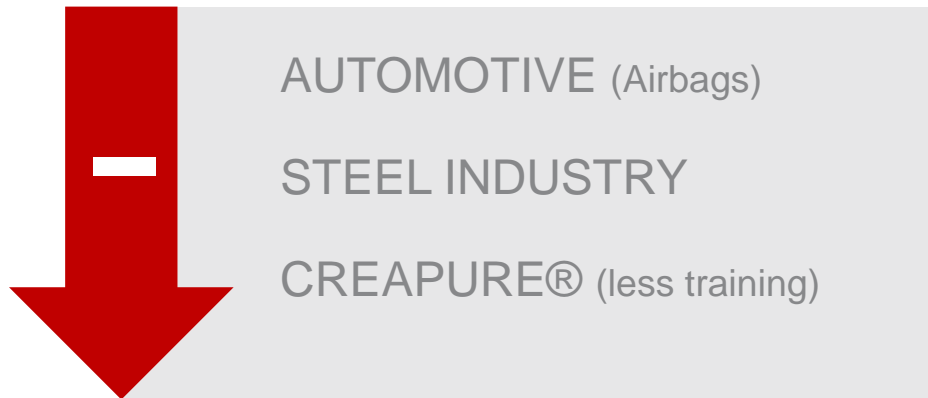 AUTOMOTIVE (Airbags)
STEEL INDUSTRY
CREAPURE® (less training)